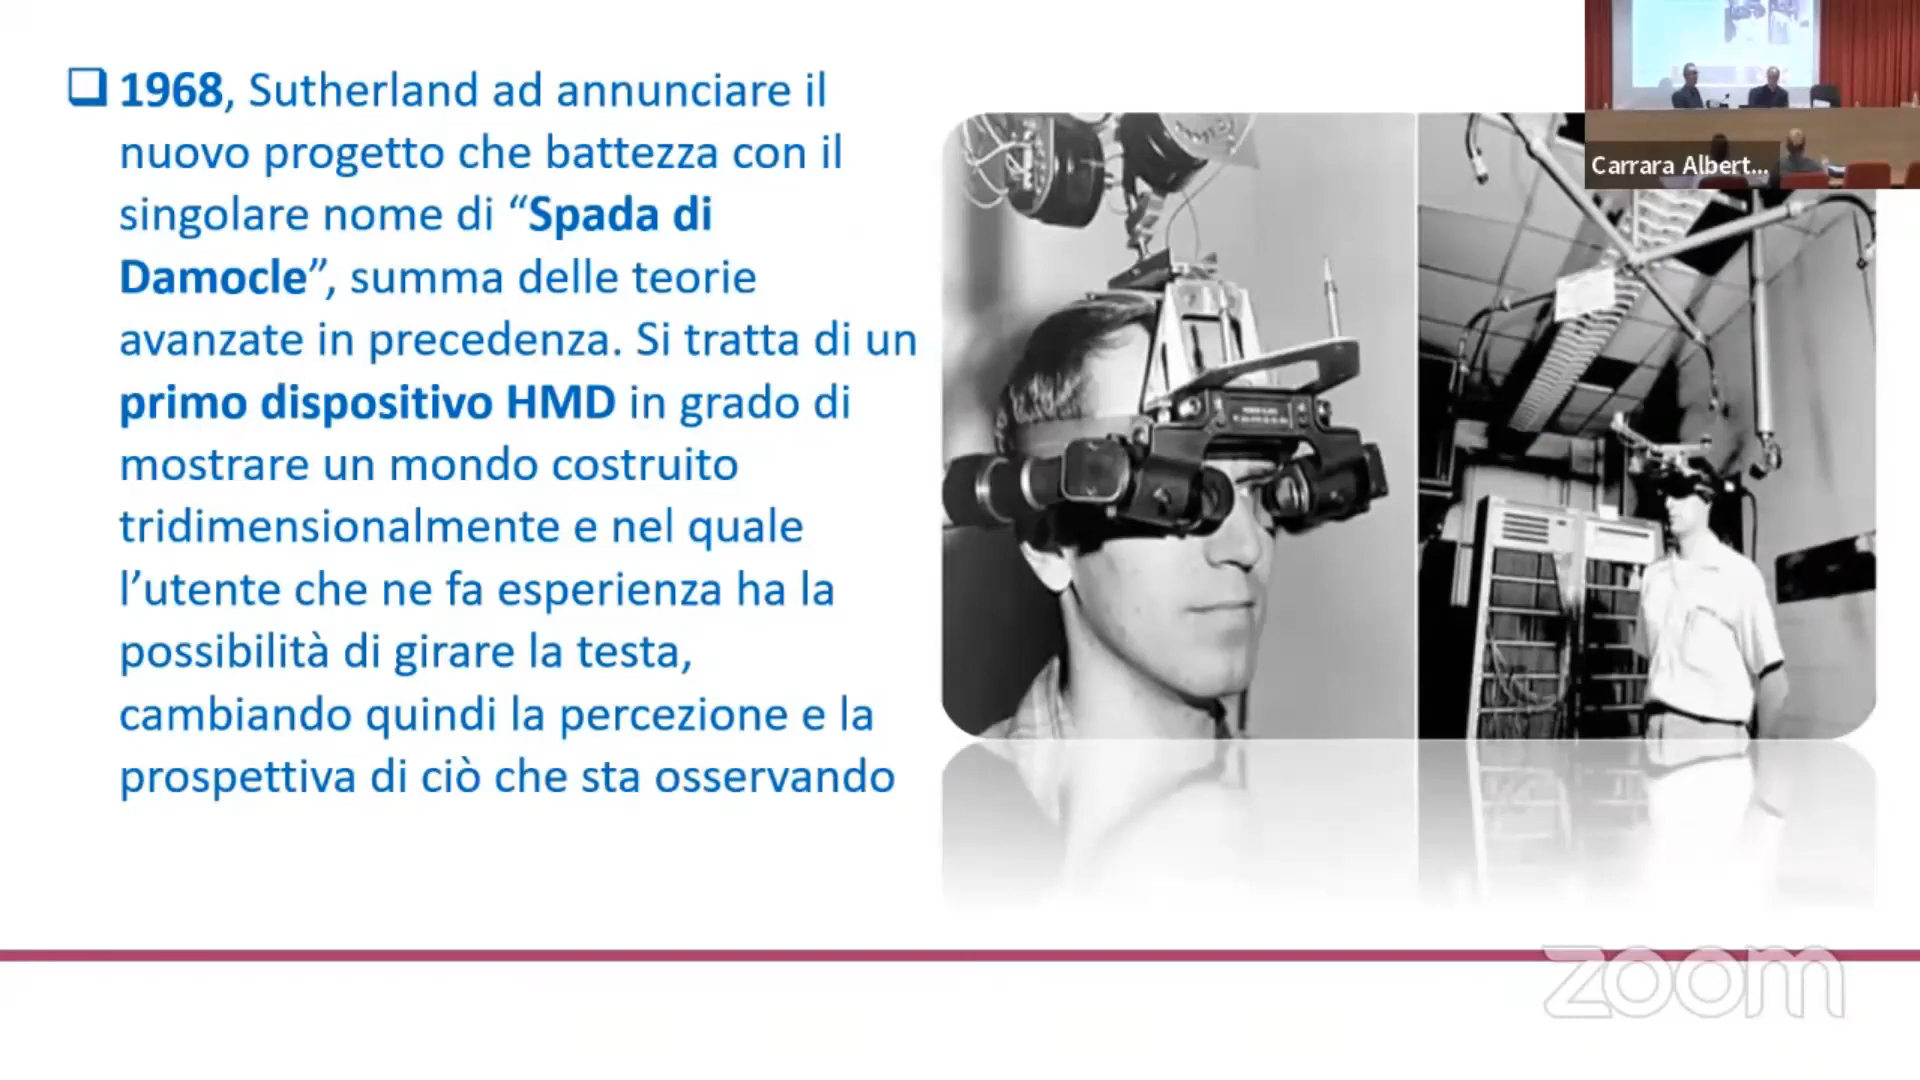 1968, Sutherland ad annunciare il
nuovo progetto che battezza con il
singolare nome di “Spada di
Damocle”, summa delle teorie
avanzate in precedenza. Si tratta di un
primo dispositivo HMD in grado di
mostrare un mondo costruito
tridimensionalmente e nel quale
l’utente che ne fa esperienza ha la
possibilità di girare la testa,
cambiando quindi la percezione e la
prospettiva di ciò che sta osservando
Carrara Albert...
zoom